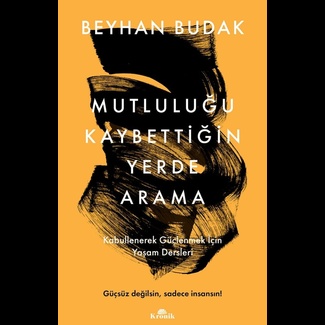 BEYHAN BUDAK
MUTLULUĞU
KAYBETTİĞİN
YERDE
ARAMA
Kabullenerek Güçlenmek İçin
Yaşam Dersleri
Güçsüz değilsin, sadece insansın!
Kronik